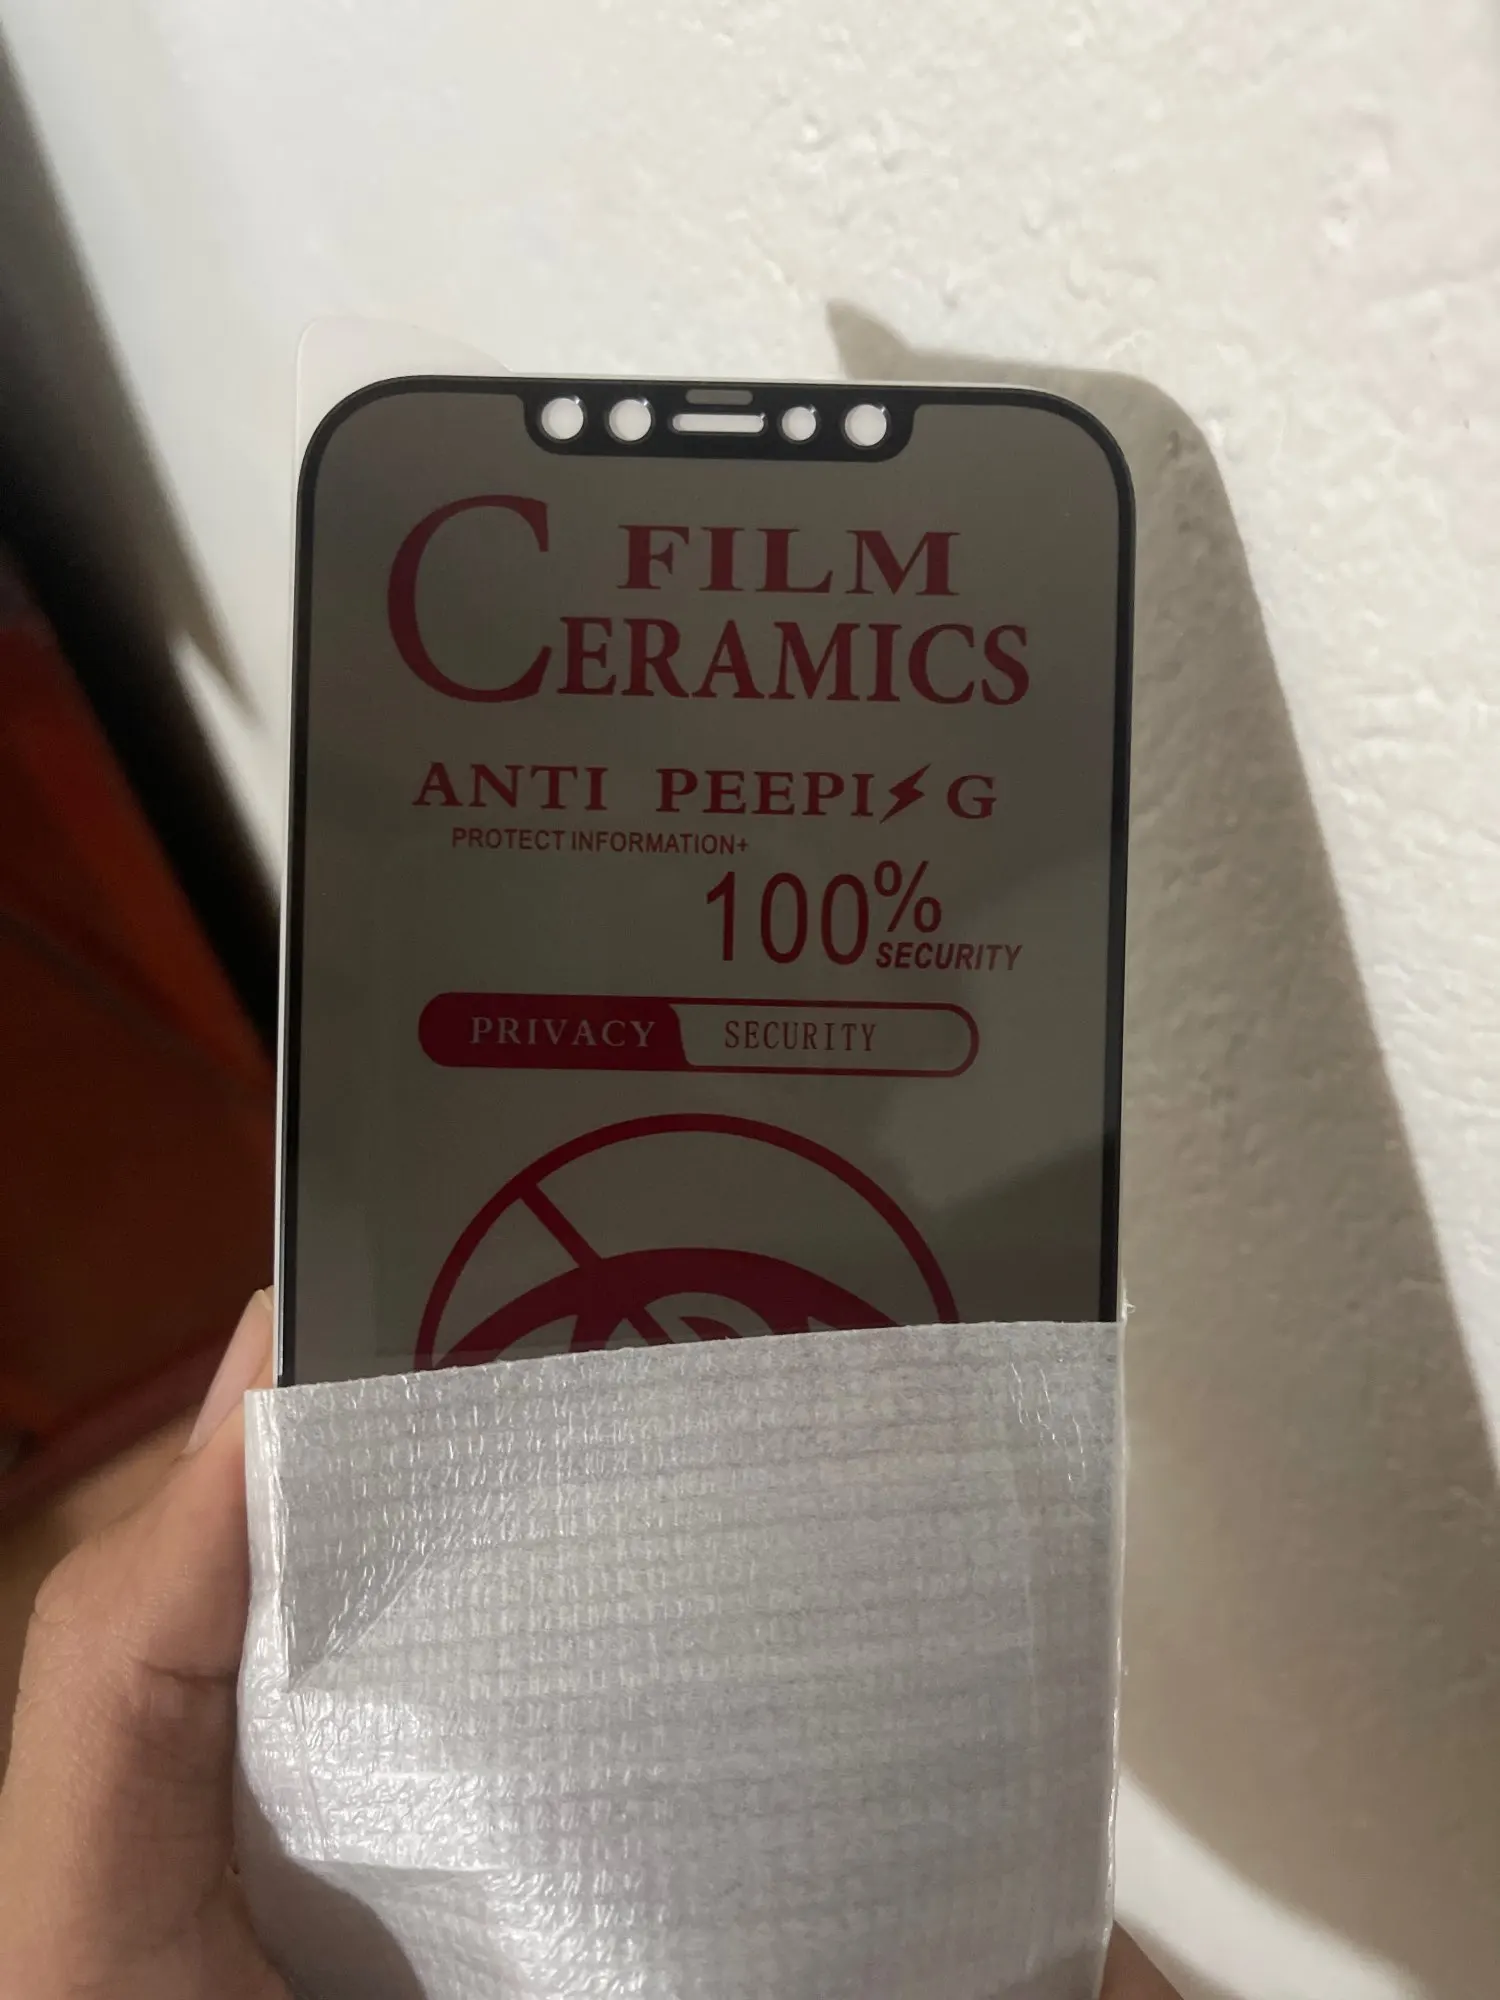 FILM
CERAMICS
ANTI PEEPI⚡G
PROTECT INFORMATION+
100%
SECURITY
PRIVACY SECURITY